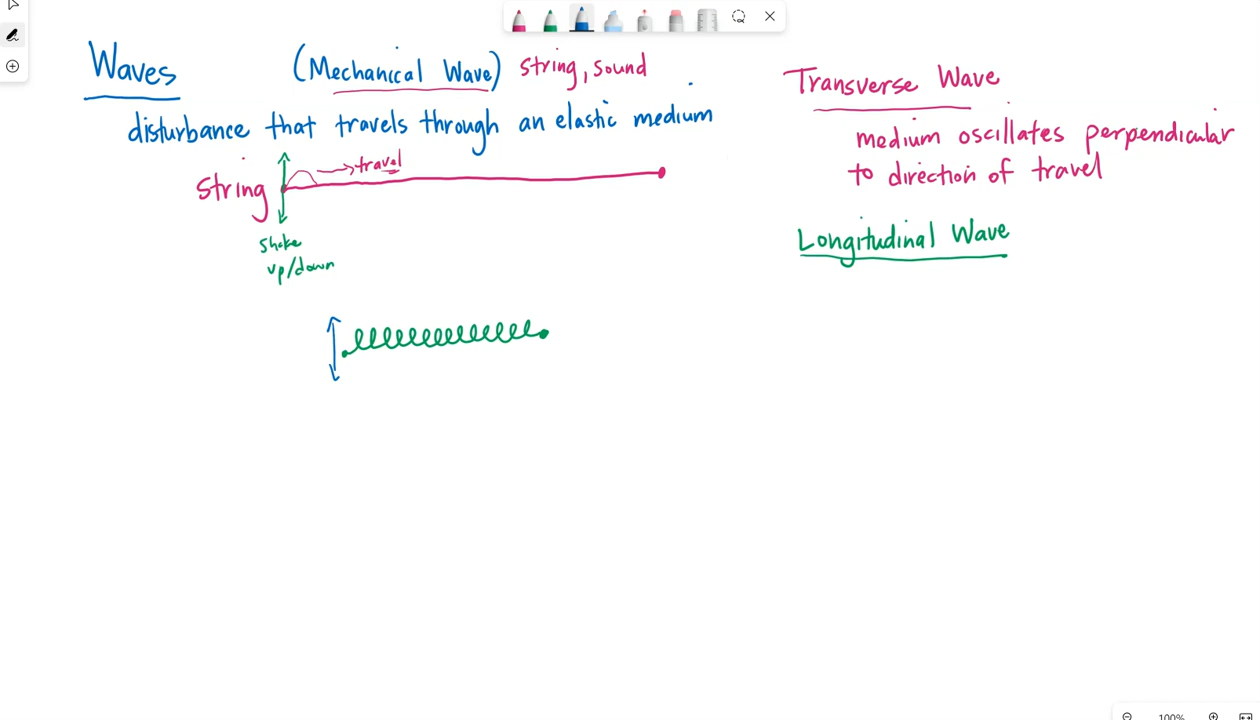 Waves
(Mechanical Wave) string, sound
disturbance that travels through an elastic medium
travel
string
shake
up/down
Transverse Wave
medium oscillates perpendicular
to direction of travel
Longitudinal Wave
100%